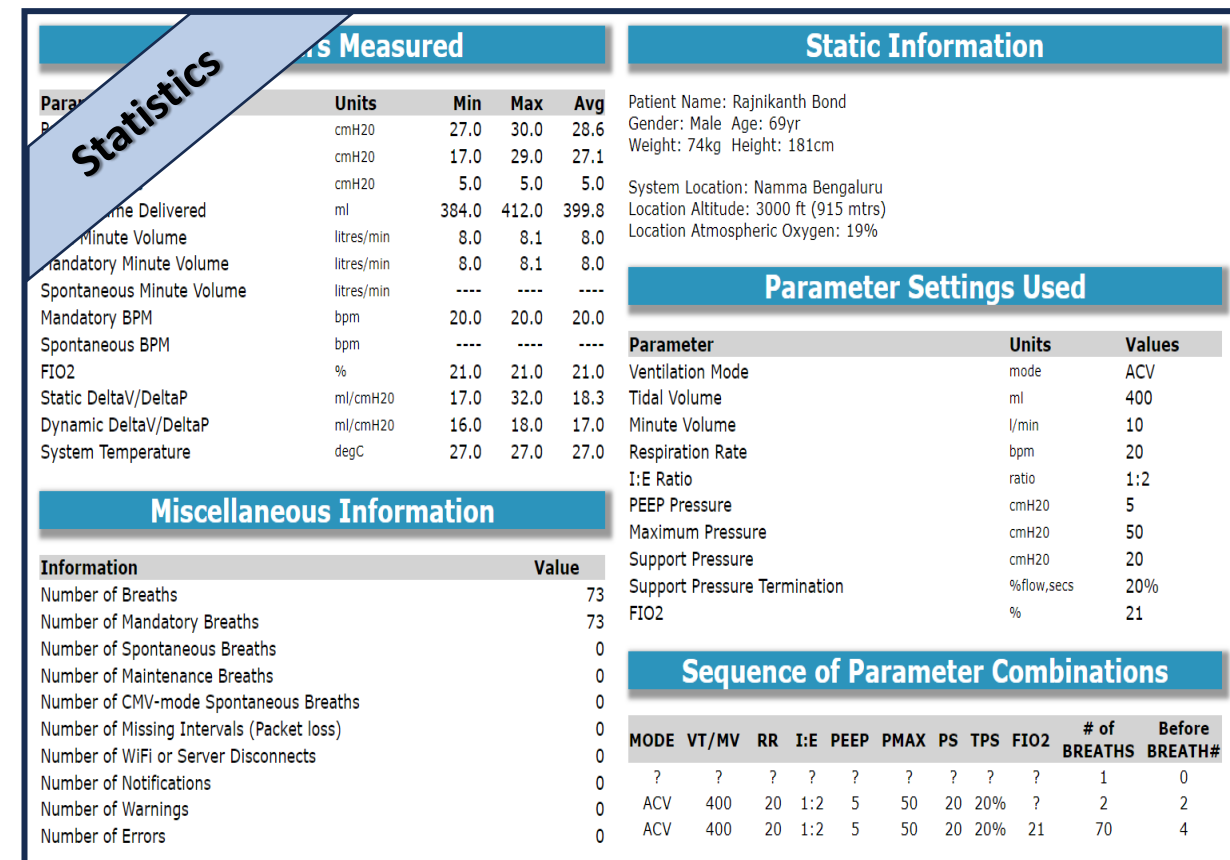 Statistics
rs Measured
Units Min Max Avg
cmH20 27.0 30.0 28.6
cmH20 17.0 29.0 27.1
cmH20 5.0 5.0 5.0
me Delivered ml 384.0 412.0 399.8
Minute Volume litres/min 8.0 8.1 8.0
Mandatory Minute Volume litres/min 8.0 8.1 8.0
Spontaneous Minute Volume litres/min ---- ---- ----
Mandatory BPM bpm 20.0 20.0 20.0
Spontaneous BPM bpm ---- ---- ----
FIO2 % 21.0 21.0 21.0
Static DeltaV/DeltaP ml/cmH20 17.0 32.0 18.3
Dynamic DeltaV/DeltaP ml/cmH20 16.0 18.0 17.0
System Temperature degC 27.0 27.0 27.0
Miscellaneous Information
Information Value
Number of Breaths 73
Number of Mandatory Breaths 73
Number of Spontaneous Breaths 0
Number of Maintenance Breaths 0
Number of CMV-mode Spontaneous Breaths 0
Number of Missing Intervals (Packet loss) 0
Number of WiFi or Server Disconnects 0
Number of Notifications 0
Number of Warnings 0
Number of Errors 0
Static Information
Patient Name: Rajnikanth Bond
Gender: Male Age: 69yr
Weight: 74kg Height: 181cm
System Location: Namma Bengaluru
Location Altitude: 3000 ft (915 mtrs)
Location Atmospheric Oxygen: 19%
Parameter Settings Used
Parameter Units Values
Ventilation Mode mode ACV
Tidal Volume ml 400
Minute Volume l/min 10
Respiration Rate bpm 20
I:E Ratio ratio 1:2
PEEP Pressure cmH20 5
Maximum Pressure cmH20 50
Support Pressure cmH20 20
Support Pressure Termination %flow,secs 20%
FIO2 % 21
Sequence of Parameter Combinations
MODE VT/MV RR I:E PEEP PMAX PS TPS FIO2 # of BREATHS Before BREATH#
? ? ? ? ? ? ? ? ? 1 0
ACV 400 20 1:2 5 50 20 20% ? 2 2
ACV 400 20 1:2 5 50 20 20% 21 70 4